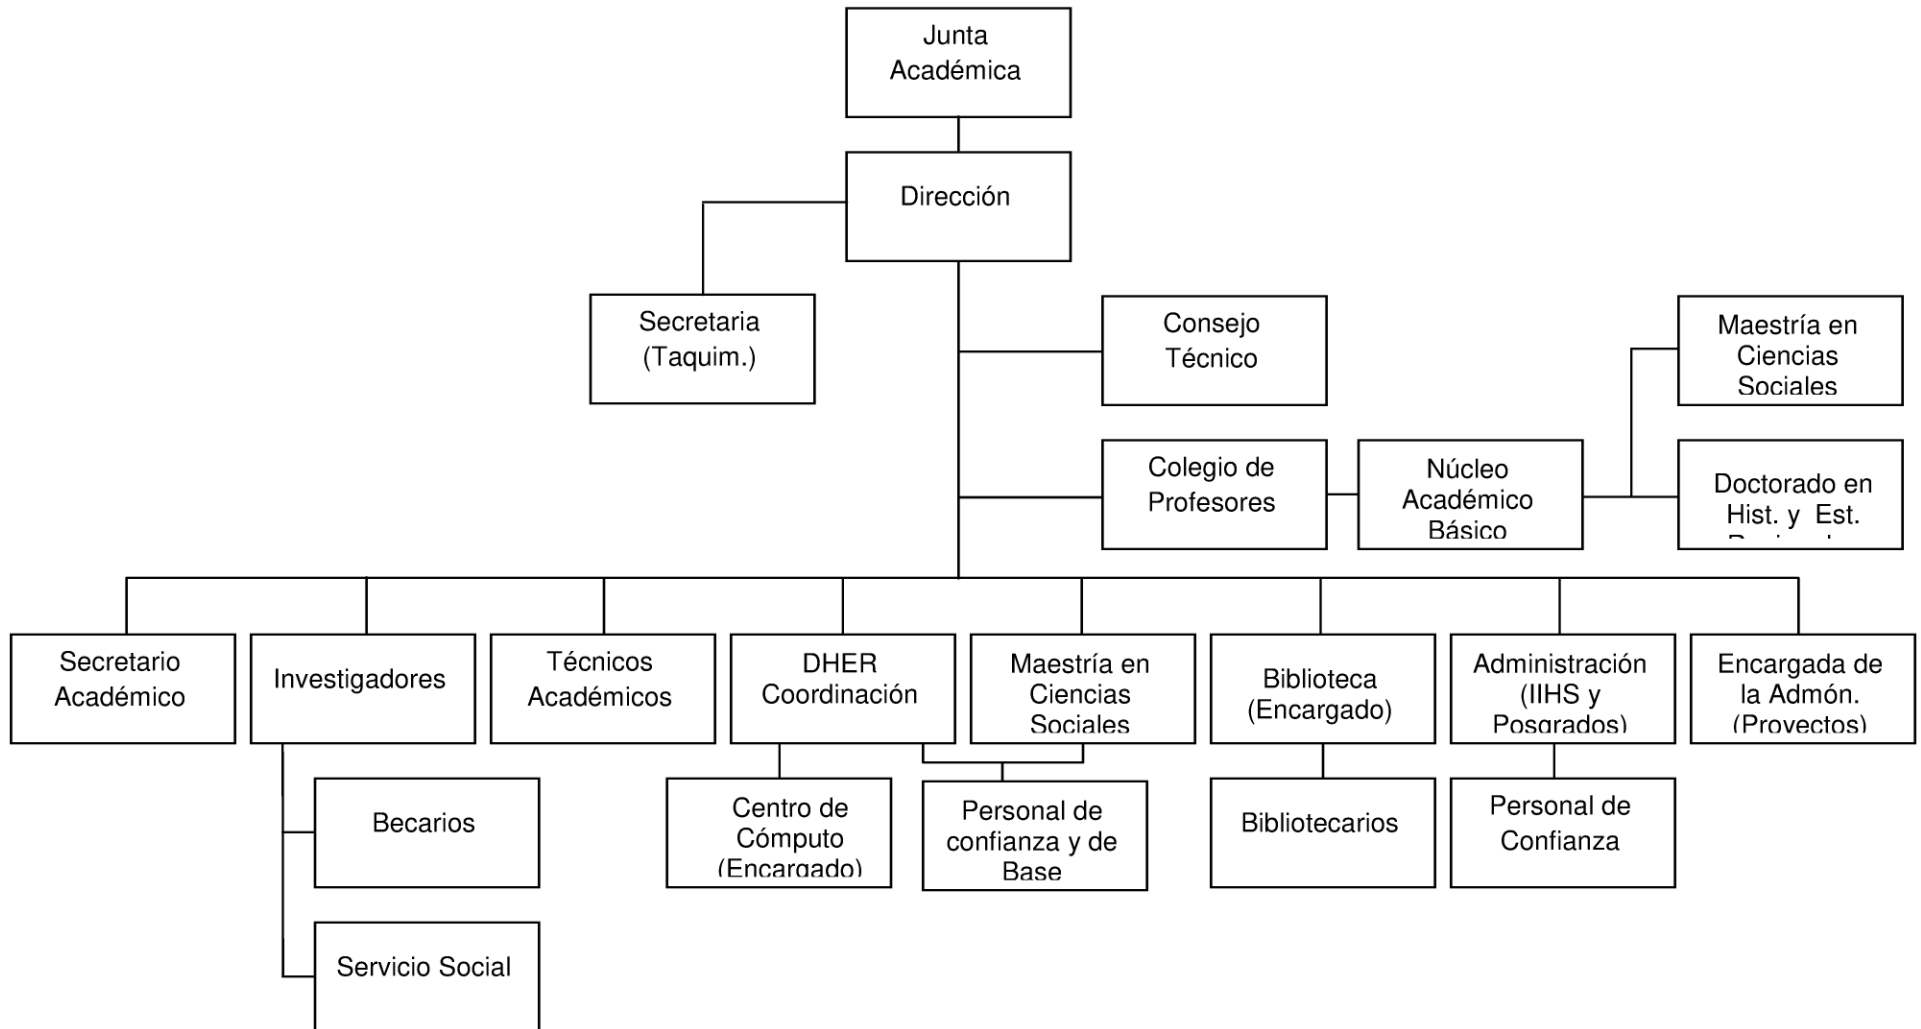 Junta
Académica
Dirección
Secretaria
(Taquim.)
Consejo
Técnico
Maestría en
Ciencias
Sociales
Colegio de
Profesores
Núcleo
Académico
Básico
Doctorado en
Hist. y Est.
Secretario
Académico
Investigadores
Técnicos
Académicos
DHER
Coordinación
Maestría en
Ciencias
Sociales
Biblioteca
(Encargado)
Administración
(IIHS y
Posgrados)
Encargada de
la Admón.
(Proyectos)
Becarios
Centro de
Cómputo
(Encargado)
Personal de
confianza y de
Base
Bibliotecarios
Personal de
Confianza
Servicio Social